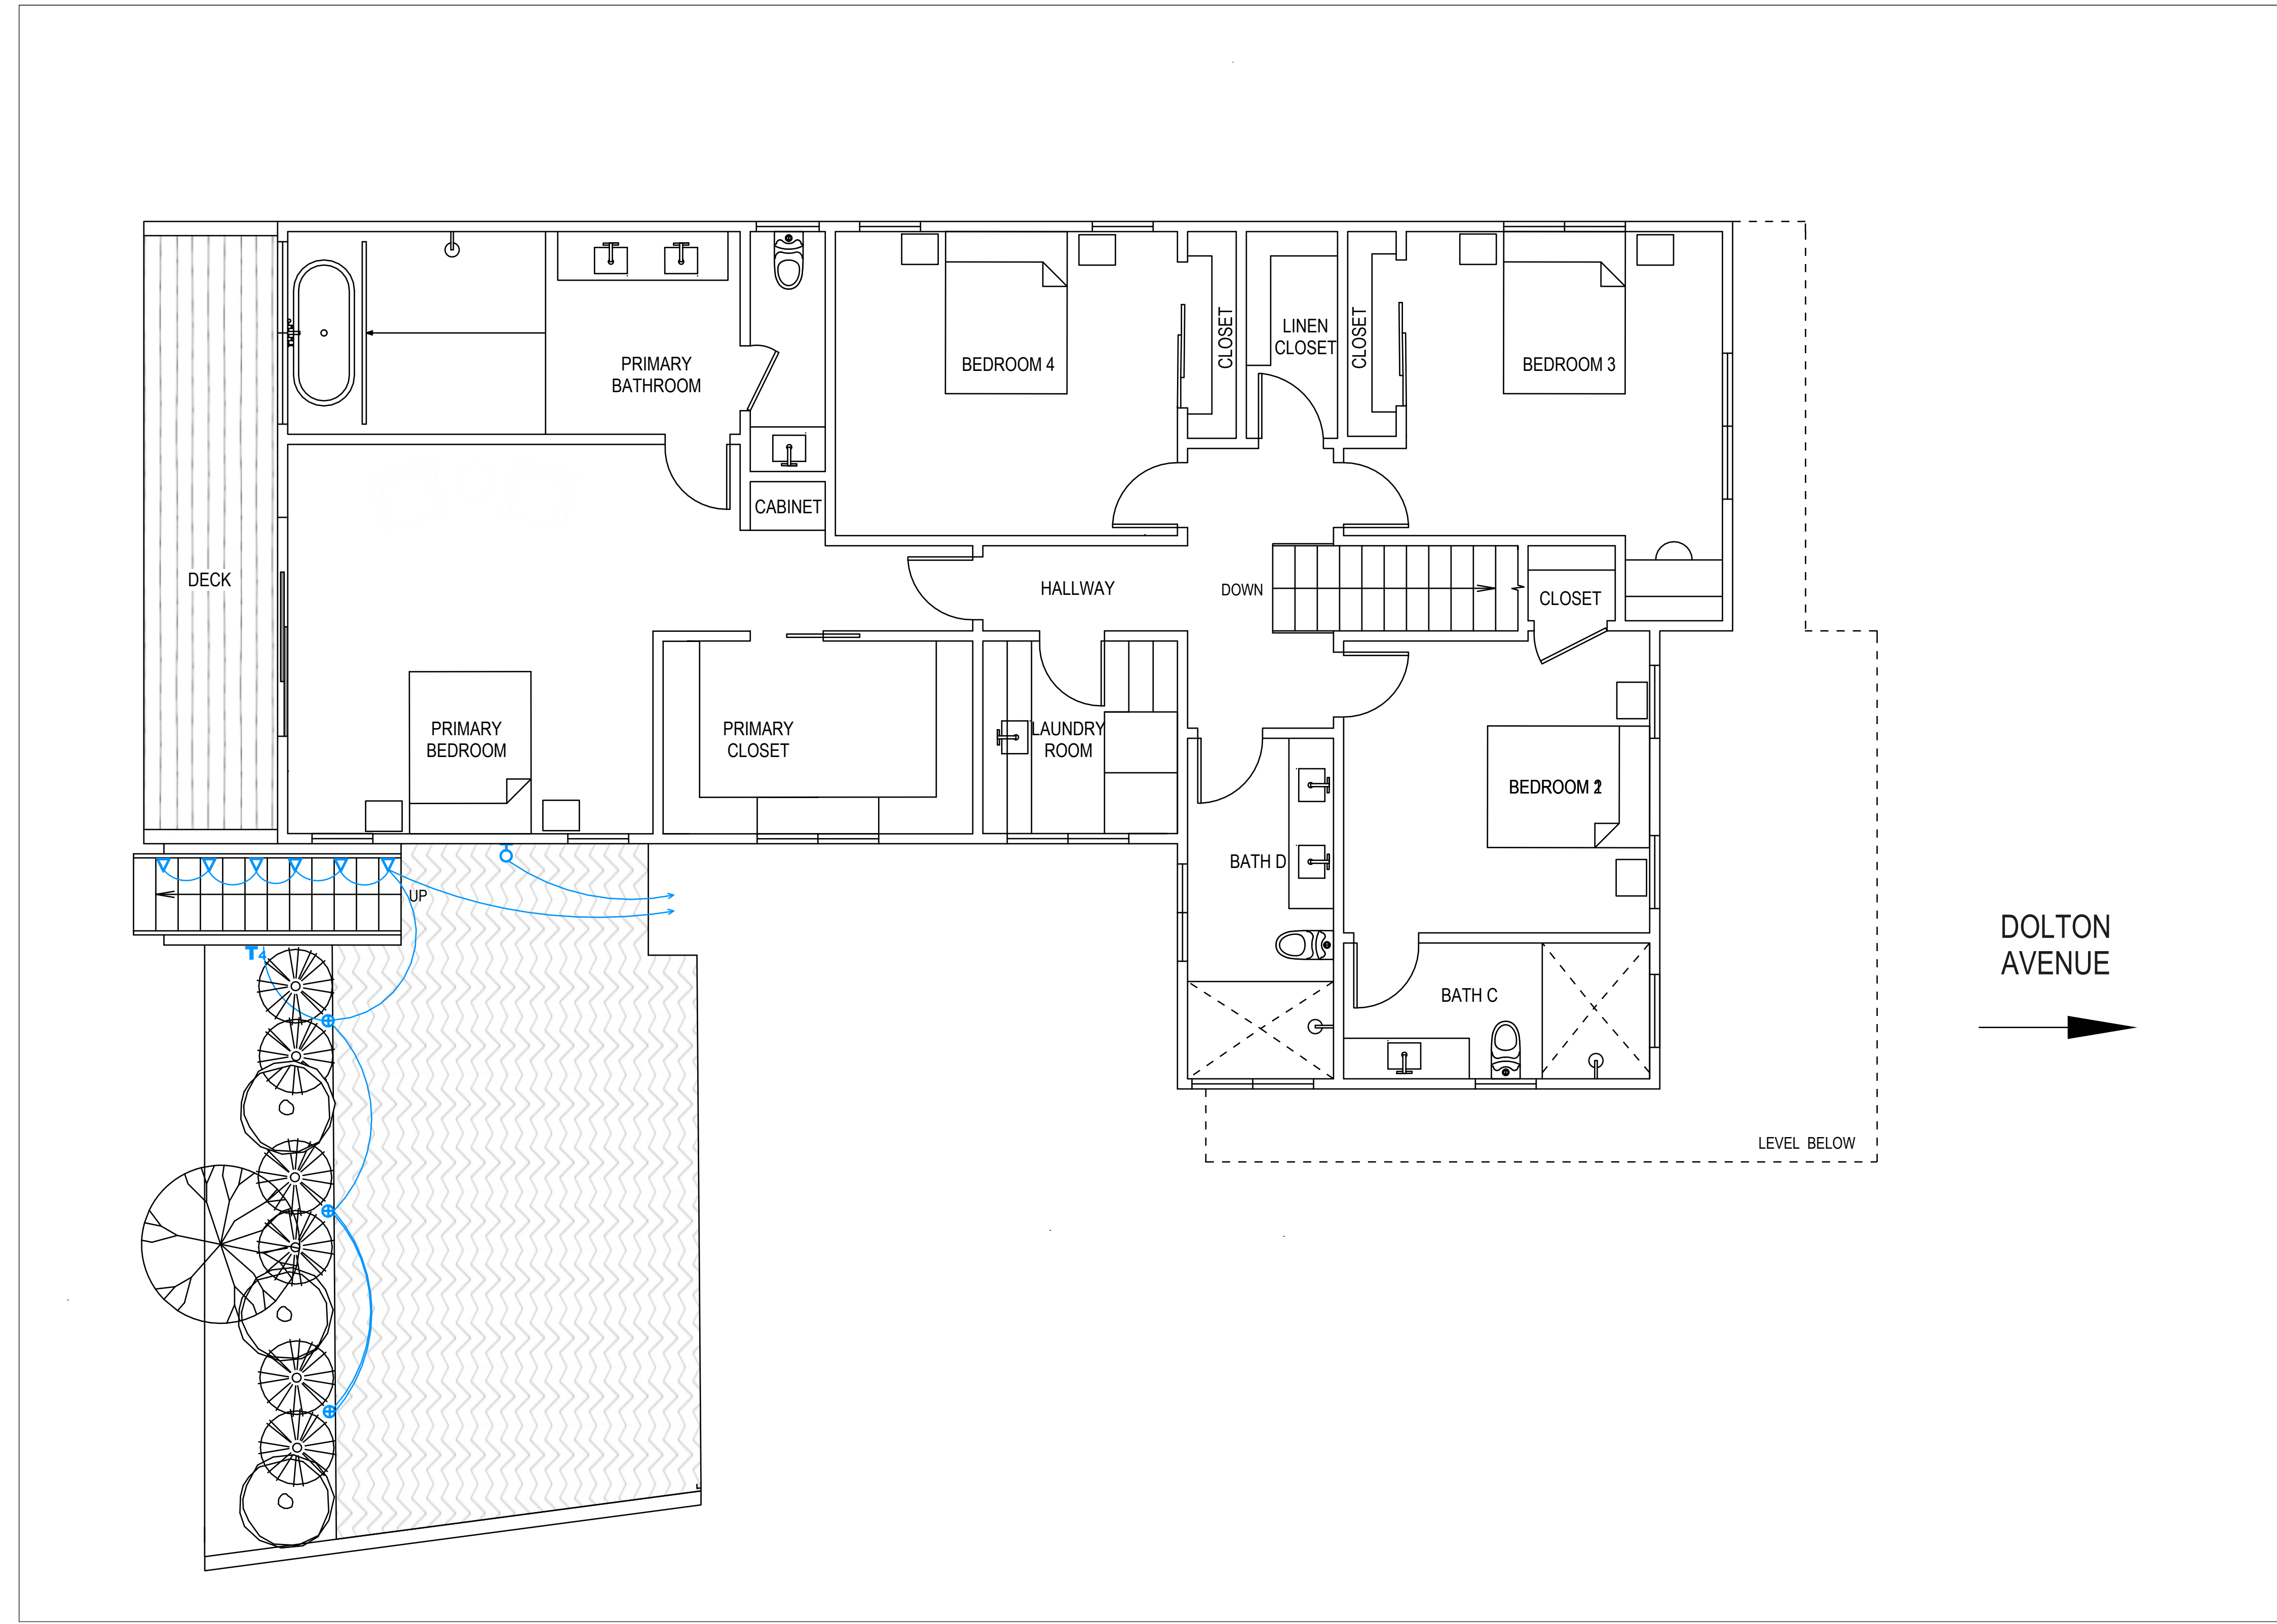 PRIMARY
BATHROOM
BEDROOM 4
CLOSET
LINEN
CLOSET
CLOSET
BEDROOM 3
CABINET
DECK
HALLWAY
DOWN
CLOSET
PRIMARY
BEDROOM
PRIMARY
CLOSET
LAUNDRY
ROOM
BEDROOM
BATH D
UP
T4
BATH C
DOLTON
AVENUE
LEVEL BELOW